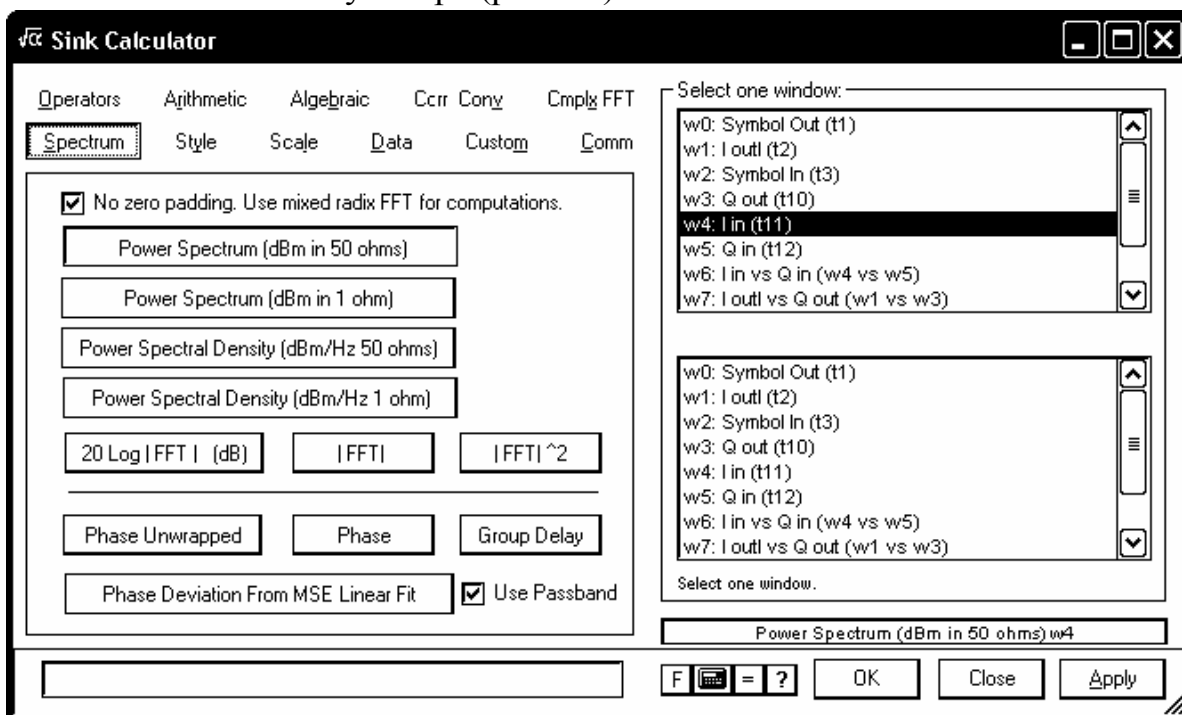 √α Sink Calculator
Operators Arithmetic Algebraic Corr Conv Cmplx FFT
Spectrum Style Scale Data Custom Comm
No zero padding. Use mixed radix FFT for computations.
Power Spectrum (dBm in 50 ohms)
Power Spectrum (dBm in 1 ohm)
Power Spectral Density (dBm/Hz 50 ohms)
Power Spectral Density (dBm/Hz 1 ohm)
20 Log | FFT | (dB) | FFT| | FFT| ^2
Phase Unwrapped Phase Group Delay
Phase Deviation From MSE Linear Fit Use Passband
Select one window:
w0: Symbol Out (t1)
w1: I outI (t2)
w2: Symbol In (t3)
w3: Q out (t10)
w4: I in (t11)
w5: Q in (t12)
w6: I in vs Q in (w4 vs w5)
w7: I outI vs Q out (w1 vs w3)
w0: Symbol Out (t1)
w1: I outI (t2)
w2: Symbol In (t3)
w3: Q out (t10)
w4: I in (t11)
w5: Q in (t12)
w6: I in vs Q in (w4 vs w5)
w7: I outI vs Q out (w1 vs w3)
Select one window.
Power Spectrum (dBm in 50 ohms) w4
F = ? OK Close Apply